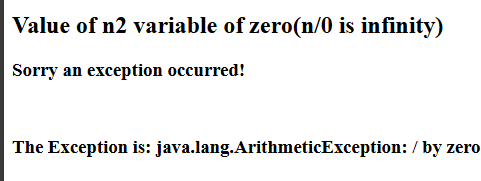 Value of n2 variable of zero(n/0 is infinity)
Sorry an exception occurred!
The Exception is: java.lang.ArithmeticException: / by zero